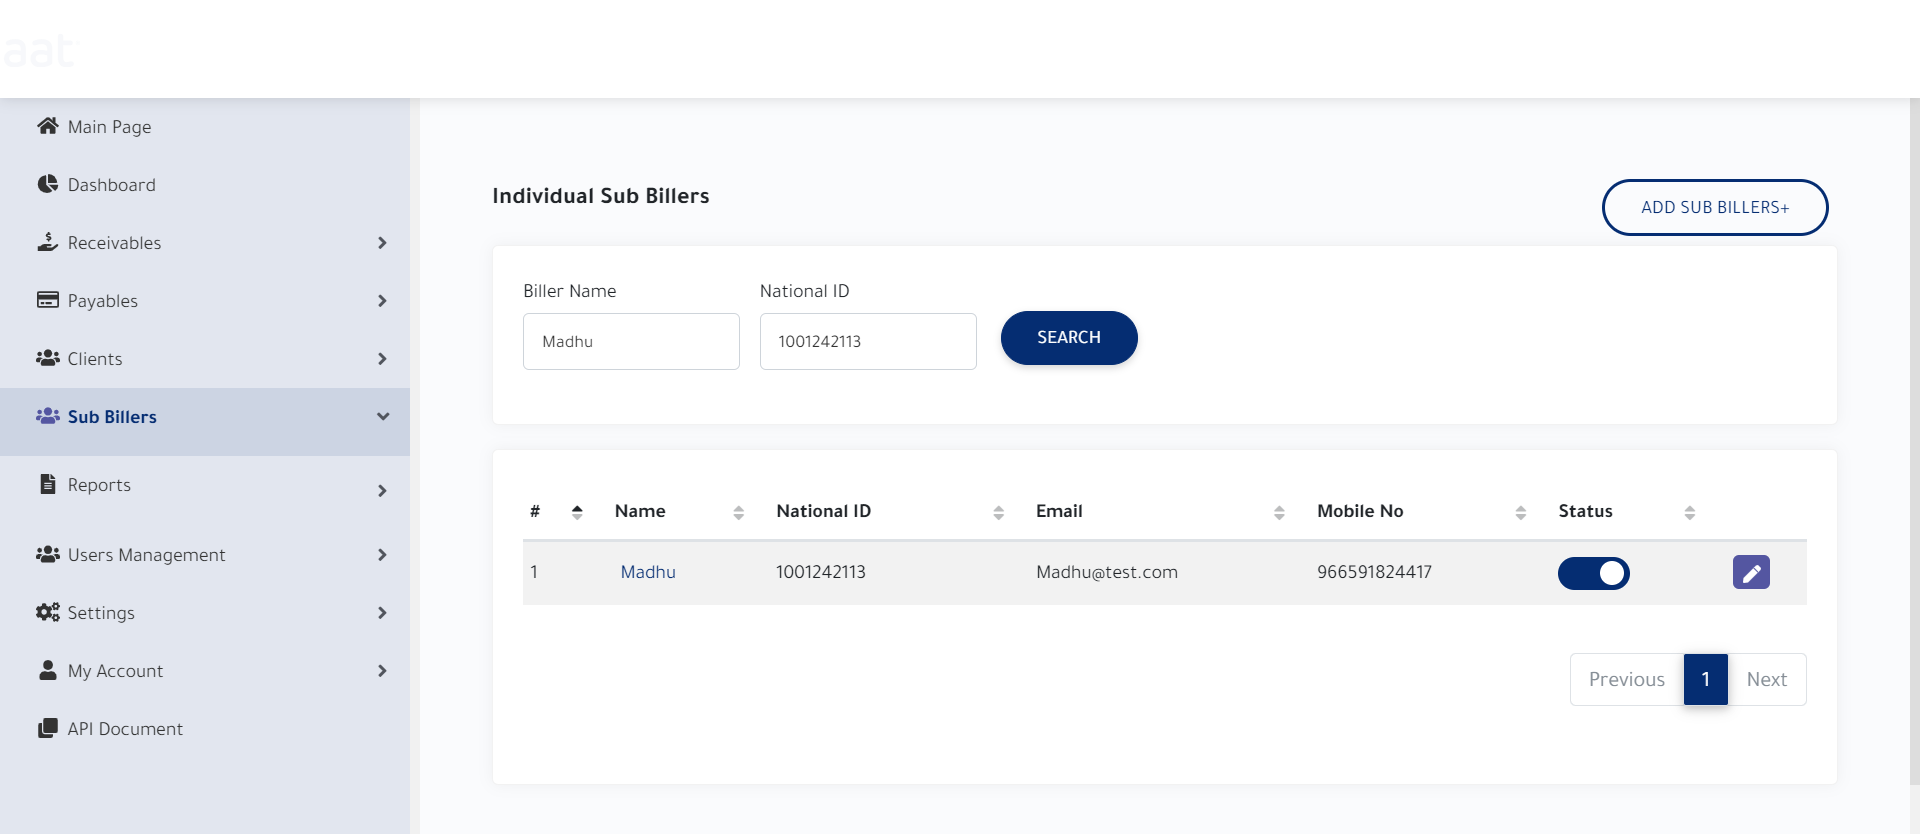 aat
Main Page
Dashboard
Receivables
Payables
Clients
Sub Billers
Reports
Users Management
Settings
My Account
API Document
Individual Sub Billers
ADD SUB BILLERS+
Biller Name National ID
Madhu 1001242113 SEARCH
# Name National ID Email Mobile No Status
1 Madhu 1001242113 Madhu@test.com 966591824417
Previous 1 Next